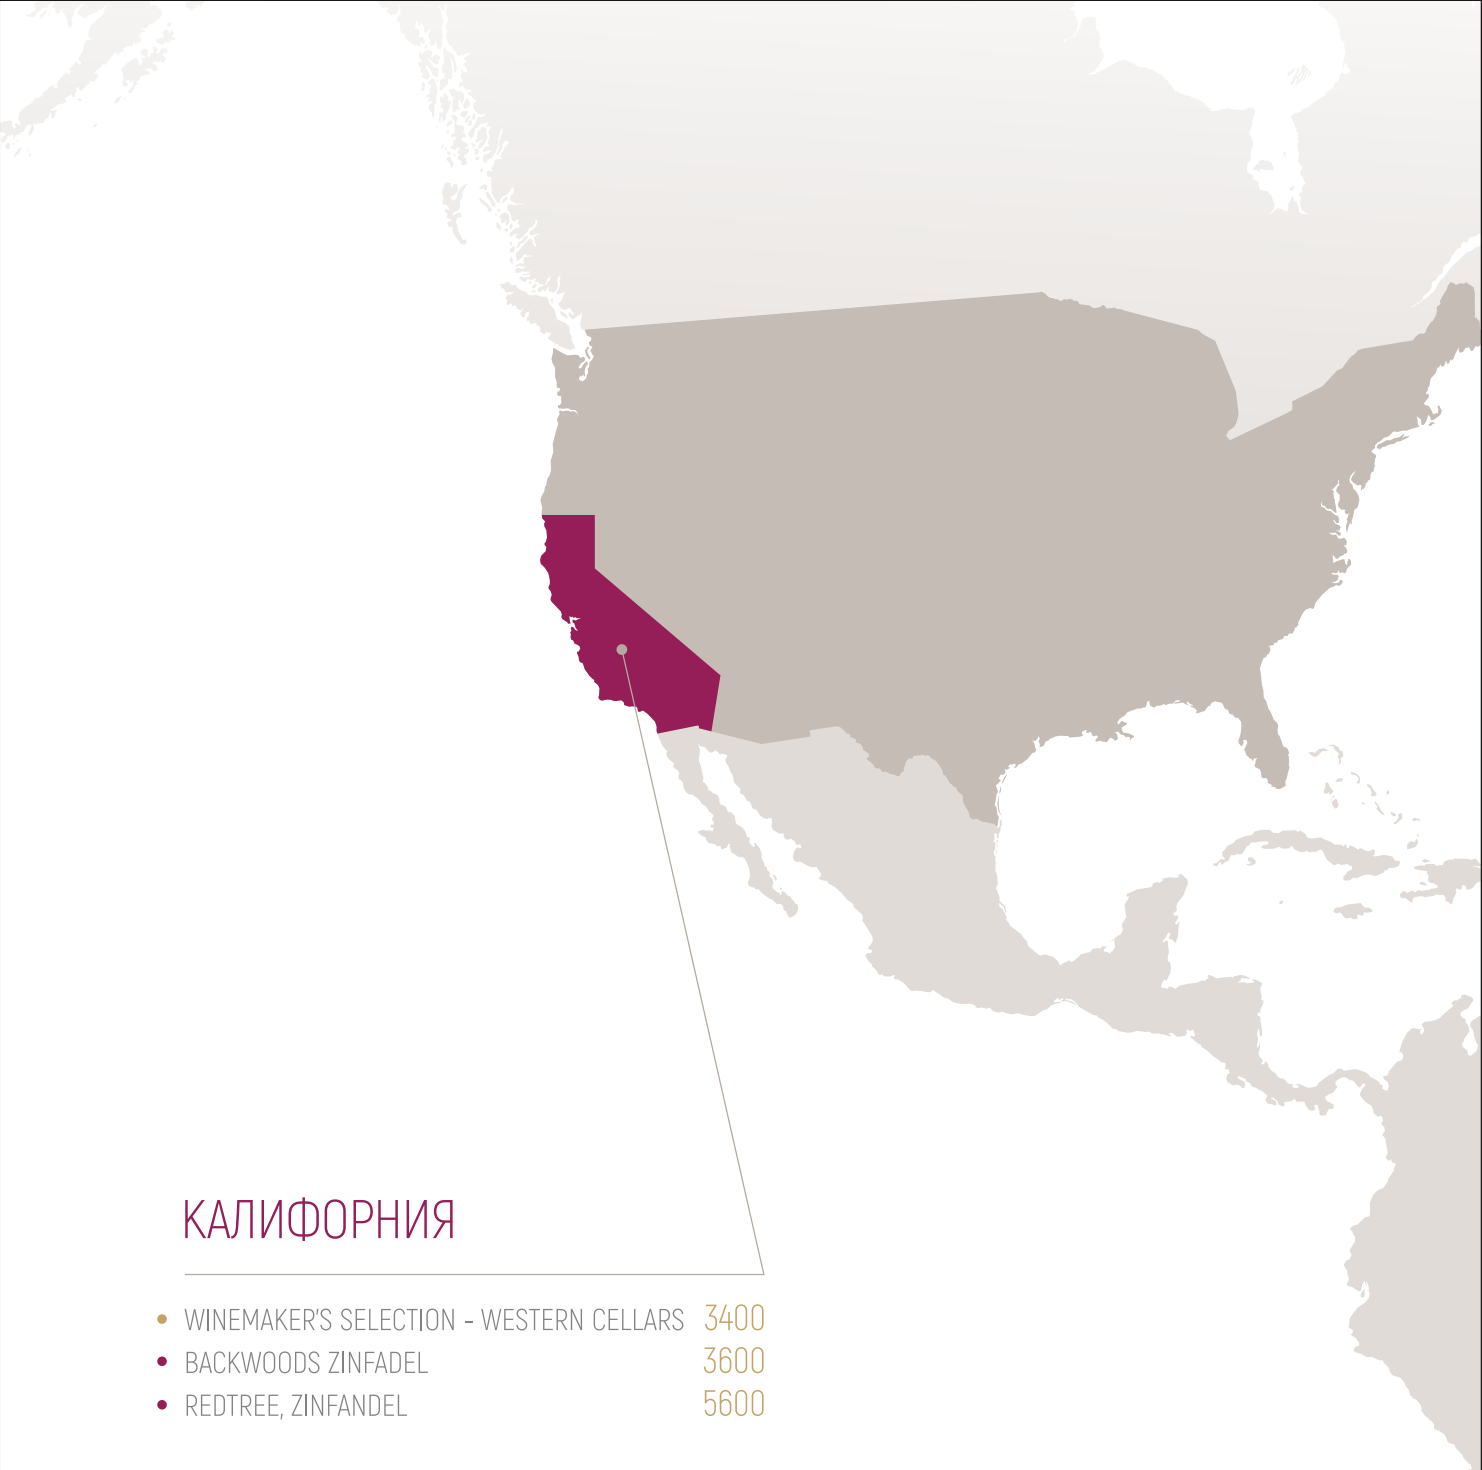 КАЛИФОРНИЯ
WINEMAKER'S SELECTION - WESTERN CELLARS 3400
BACKWOODS ZINFADEL 3600
REDTREE, ZINFANDEL 5600